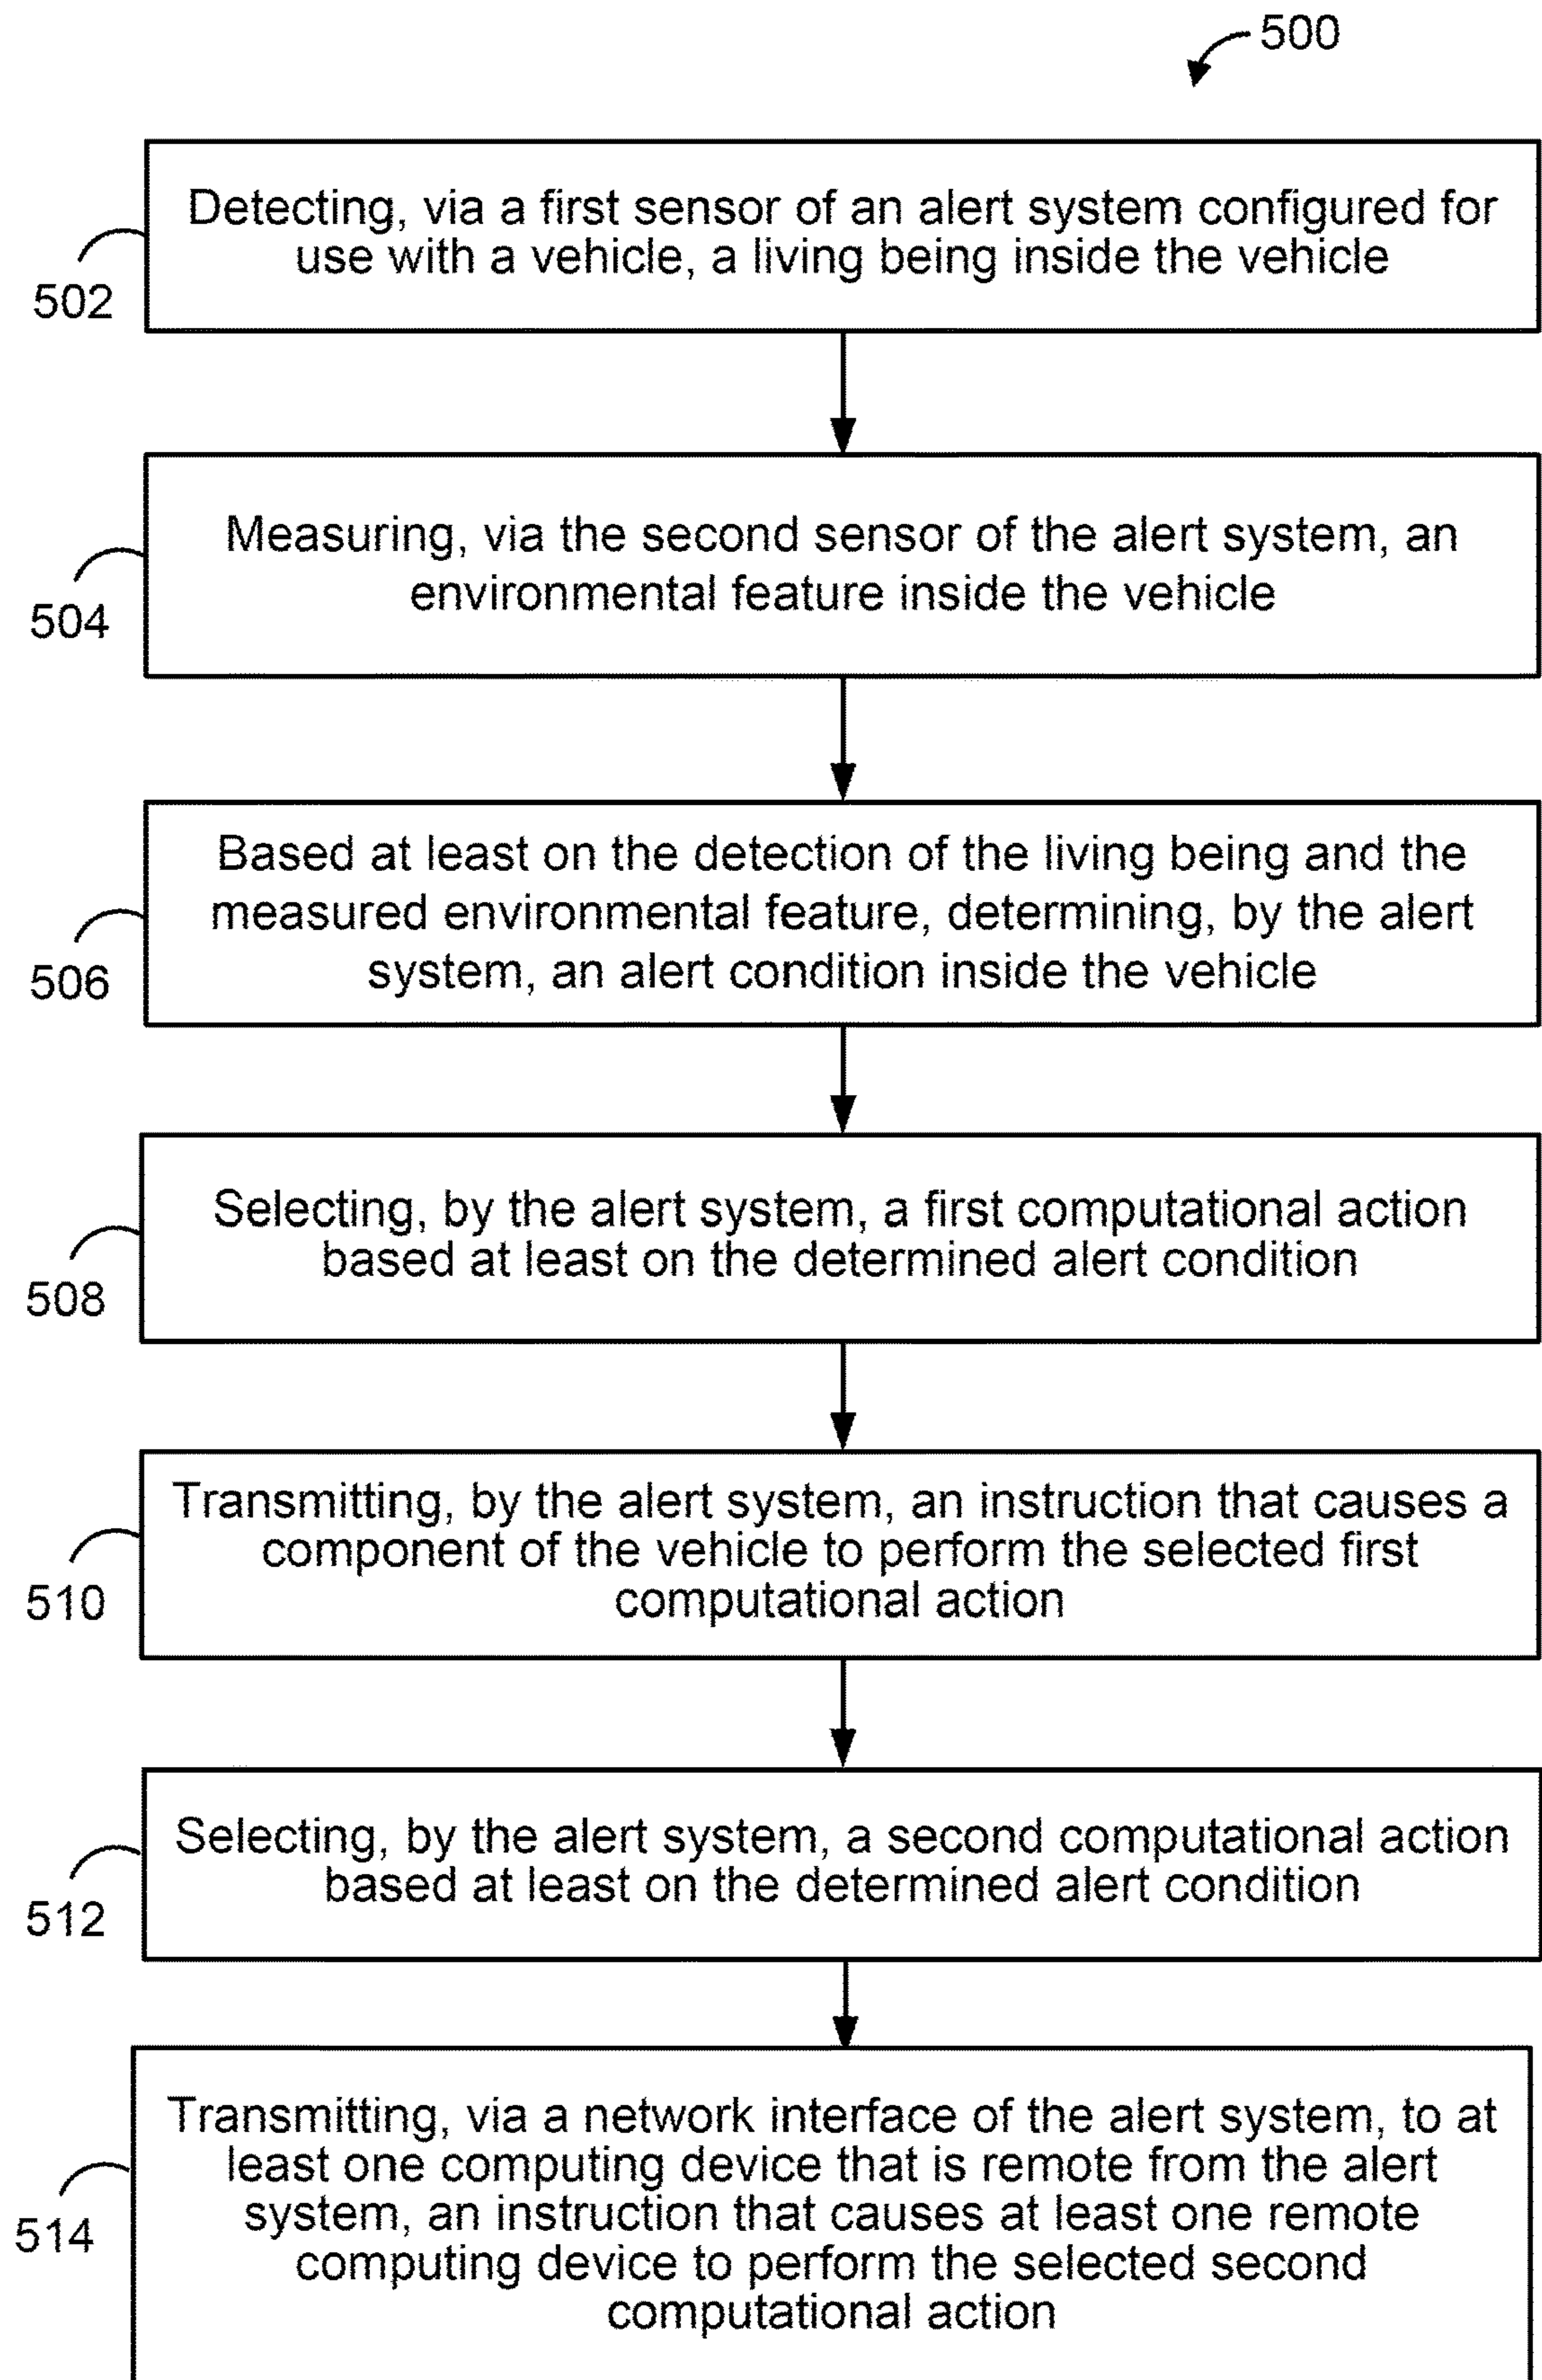 500
Detecting, via a first sensor of an alert system configured for
use with a vehicle, a living being inside the vehicle
502
Measuring, via the second sensor of the alert system, an
environmental feature inside the vehicle
504
Based at least on the detection of the living being and the
measured environmental feature, determining, by the alert
system, an alert condition inside the vehicle
506
Selecting, by the alert system, a first computational action
based at least on the determined alert condition
508
Transmitting, by the alert system, an instruction that causes a
component of the vehicle to perform the selected first
computational action
510
Selecting, by the alert system, a second computational action
based at least on the determined alert condition
512
Transmitting, via a network interface of the alert system, to at
least one computing device that is remote from the alert
system, an instruction that causes at least one remote
computing device to perform the selected second
computational action
514